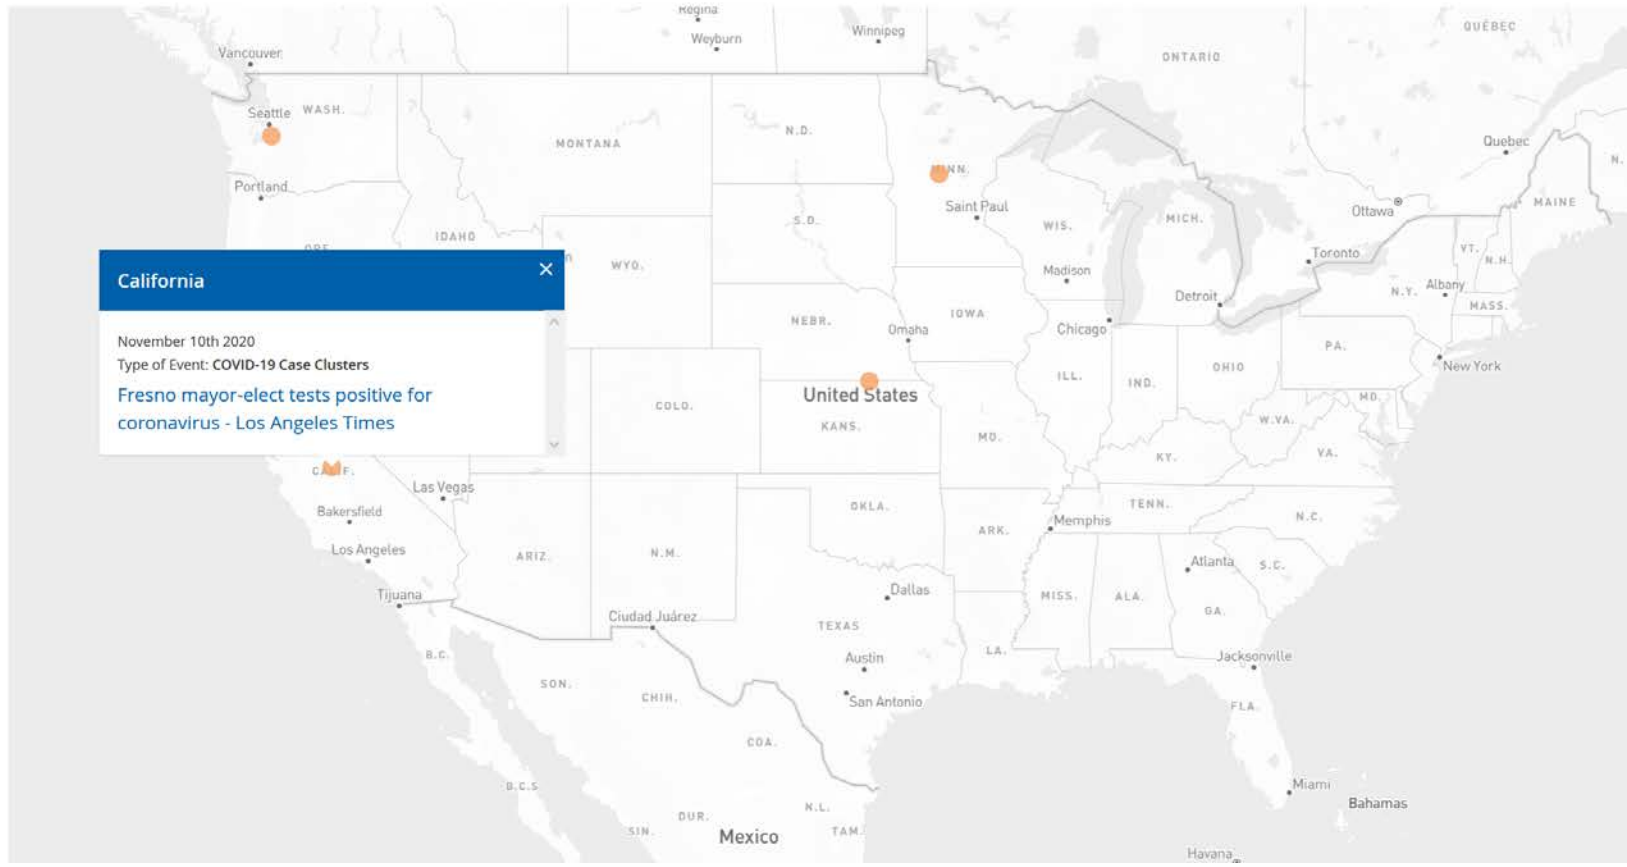 Regina
Weyburn
Winnipeg
QUÉBEC
Vancouver
ONTARIO
Seattle
WASH.
N.D.
MONTANA
Quebec
N.
Portland
Saint Paul
S.D.
WIS.
MICH.
Ottawa
MAINE
IDAHO
WYO.
Toronto
VT.
N.H.
Madison
Detroit
N.Y.
Albany
MASS.
California
November 10th 2020
Type of Event: COVID-19 Case Clusters
Fresno mayor-elect tests positive for
coronavirus - Los Angeles Times
NEBR.
Omaha
IOWA
Chicago
PA.
New York
ILL.
IND.
OHIO
United States
COLO.
KANS.
MO.
MD.
W.VA.
VA.
KY.
Las Vegas
Bakersfield
Los Angeles
Tijuana
ARIZ.
N.M.
OKLA.
ARK.
Memphis
TENN.
N.C.
Atlanta
S.C.
Dallas
MISS.
ALA.
GA.
Ciudad Juárez
TEXAS
Austin
San Antonio
LA.
Jacksonville
B.C.
SON.
CHIH.
COA.
FLA.
B.C.S
Miami
Bahamas
DUR.
N.L.
SIN.
Mexico
TAM.
Havana